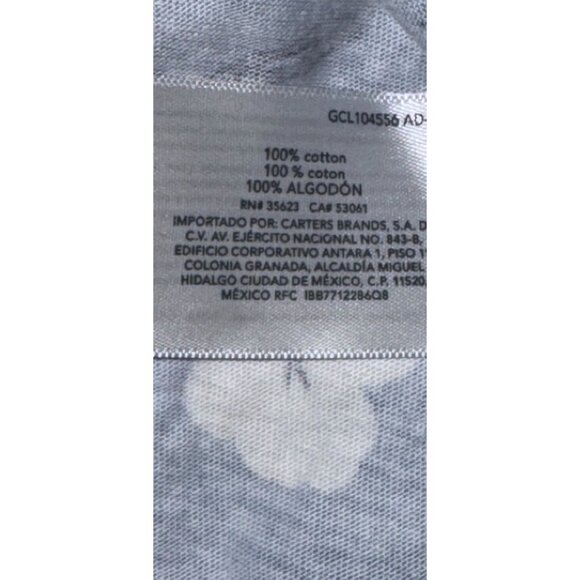 GCL104556 AD-
100% cotton
100 % coton
100% ALGODÓN
RN# 35623 CA# 53061
IMPORTADO POR: CARTERS BRANDS, S.A. D
C.V. AV. EJÉRCITO NACIONAL NO. 843-B,
EDIFICIO CORPORATIVO ANTARA 1, PISO 1
COLONIA GRANADA, ALCALDÍA MIGUEL
HIDALGO CIUDAD DE MÉXICO, C.P. 11520,
MÉXICO RFC IBB7712286Q8